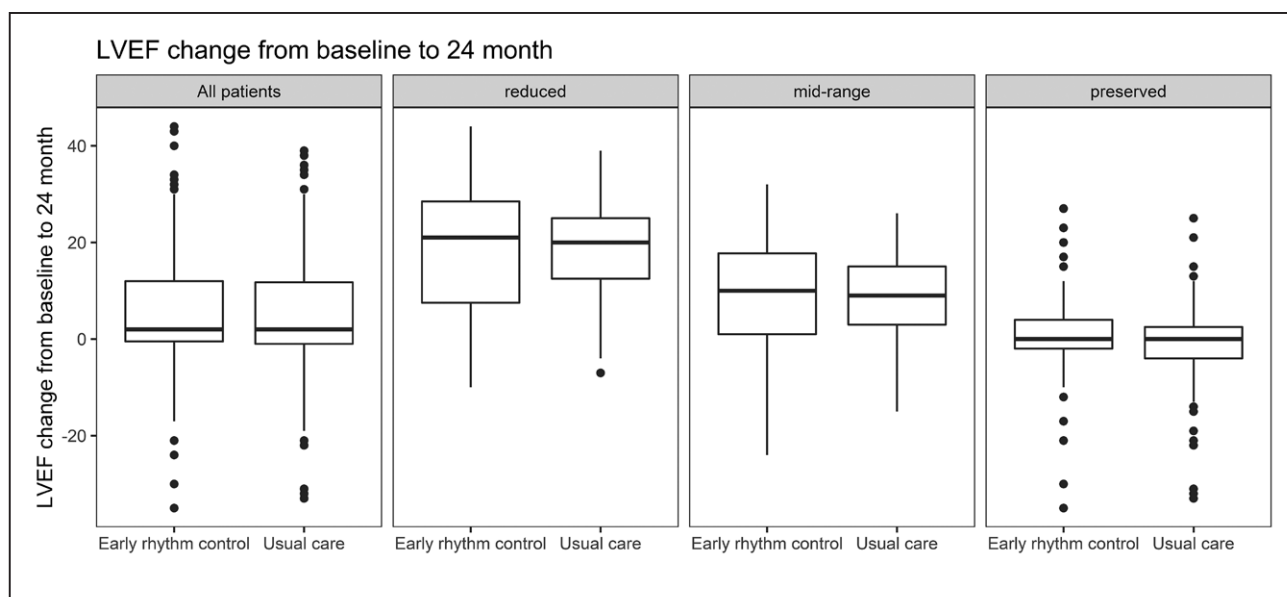 LVEF change from baseline to 24 month
All patients
reduced
mid-range
preserved
LVEF change from baseline to 24 month
40
20
0
-20
Early rhythm control
Usual care
Early rhythm control
Usual care
Early rhythm control
Usual care
Early rhythm control
Usual care